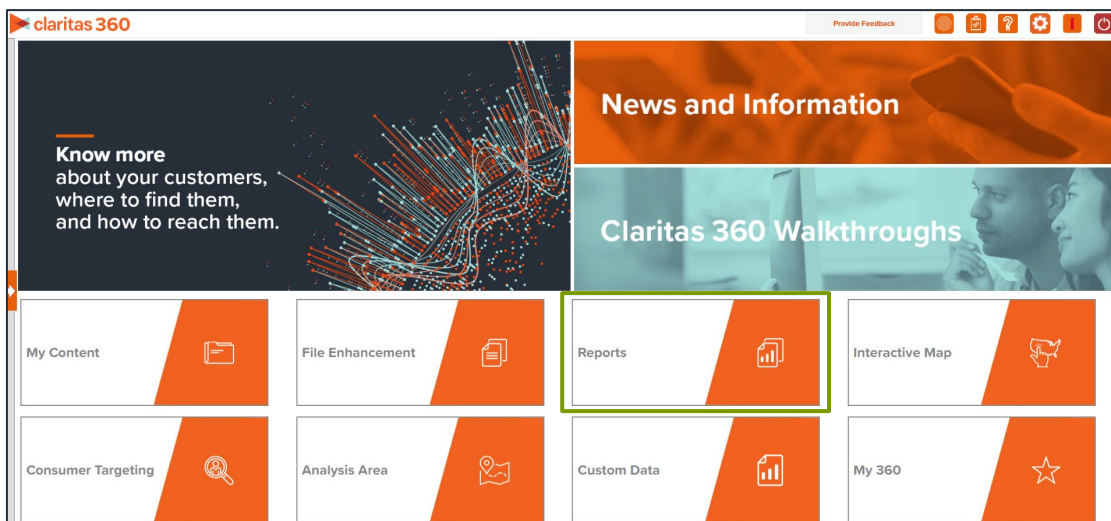 claritas 360
Provide Feedback
Know more
about your customers,
where to find them,
and how to reach them.
News and Information
Claritas 360 Walkthroughs
My Content
File Enhancement
Reports
Interactive Map
Consumer Targeting
Analysis Area
Custom Data
My 360